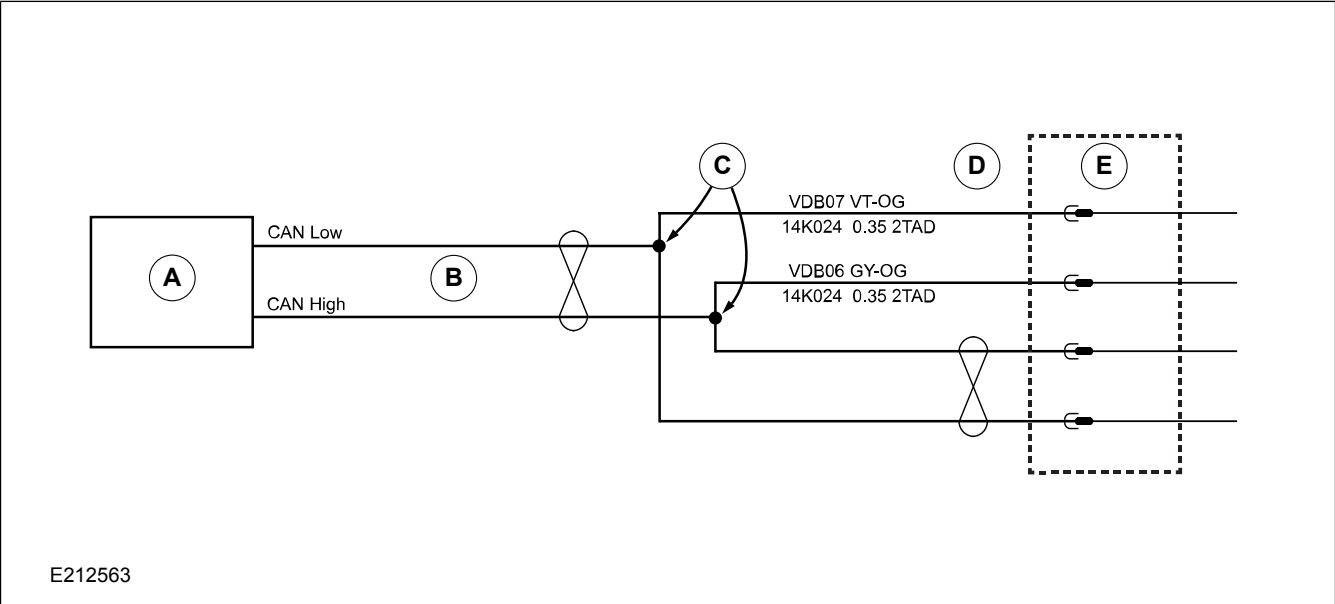 C
D
E
VDB07 VT-OG
14K024 0.35 2TAD
CAN Low
A
B
VDB06 GY-OG
14K024 0.35 2TAD
CAN High
E212563